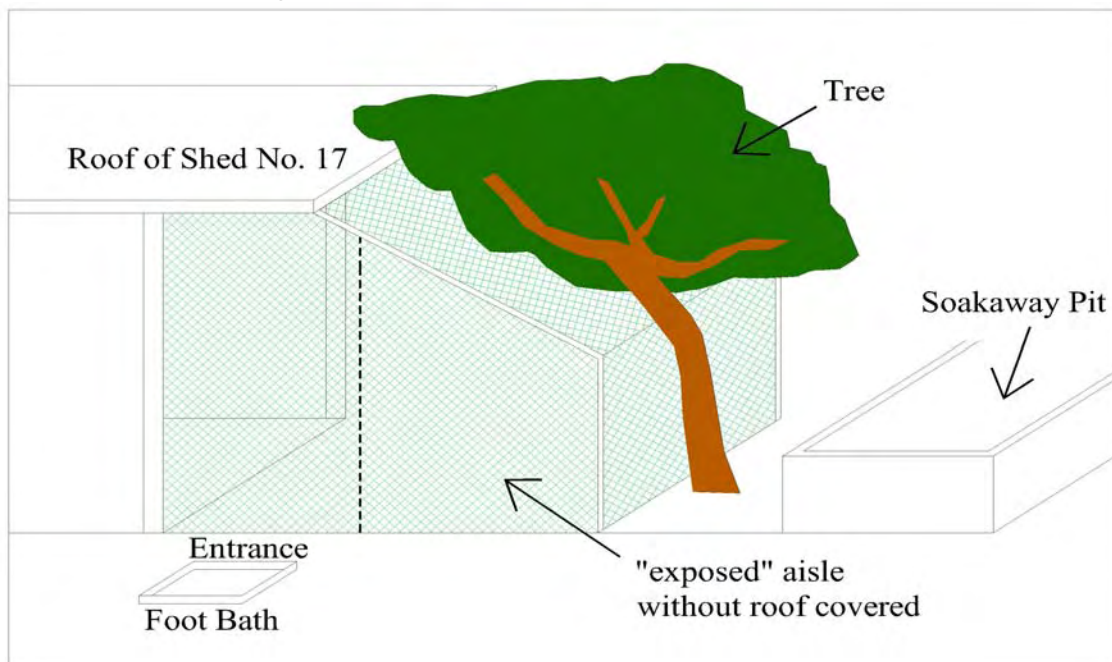 Tree
Roof of Shed No. 17
Soakaway Pit
Entrance
"exposed" aisle
without roof covered
Foot Bath